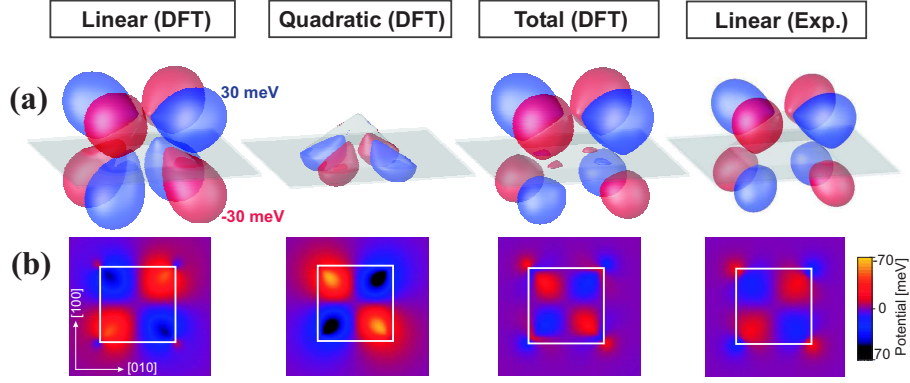 Linear (DFT)
Quadratic (DFT)
Total (DFT)
Linear (Exp.)
(a)
30 meV
-30 meV
(b)
[100]
[010]
-70
0
70
Potential [meV]